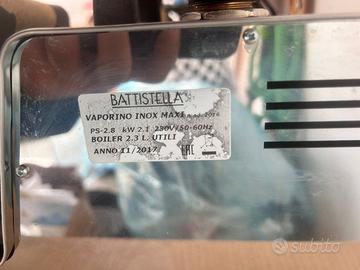 BATTISTELLA
VAPORINO INOX MAXI
PS-2.8 kW 2.1 230V/50-60Hz
BOILER 2.3 L. UTILI
ANNO 11/2017 EAC
subito